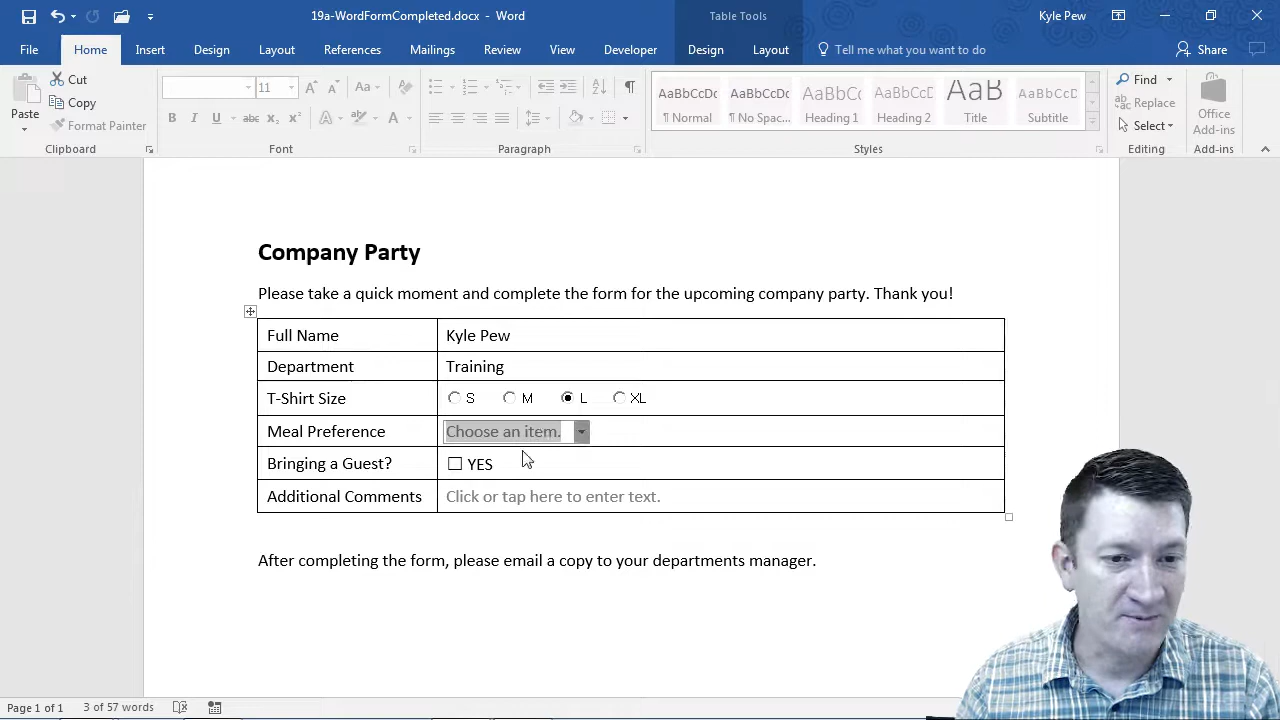 19a-WordFormCompleted.docx - Word
Table Tools
Kyle Pew
File Home Insert Design Layout References Mailings Review View Developer Design Layout Tell me what you want to do Share
Paste
Cut
Copy
Format Painter
11
Aa
B I U abc x₂ x² A A
AaBbCcDc AaBbCcDc AaBbCc AaBbCcD AaB AaBbCcD
¶ Normal ¶ No Spac... Heading 1 Heading 2 Title Subtitle
Find
Replace
Select
Office
Add-ins
Clipboard Font Paragraph Styles Editing Add-ins
Company Party
Please take a quick moment and complete the form for the upcoming company party. Thank you!
Full Name Kyle Pew
Department Training
T-Shirt Size S M L XL
Meal Preference Choose an item.
Bringing a Guest? YES
Additional Comments Click or tap here to enter text.
After completing the form, please email a copy to your departments manager.
Page 1 of 1 3 of 57 words